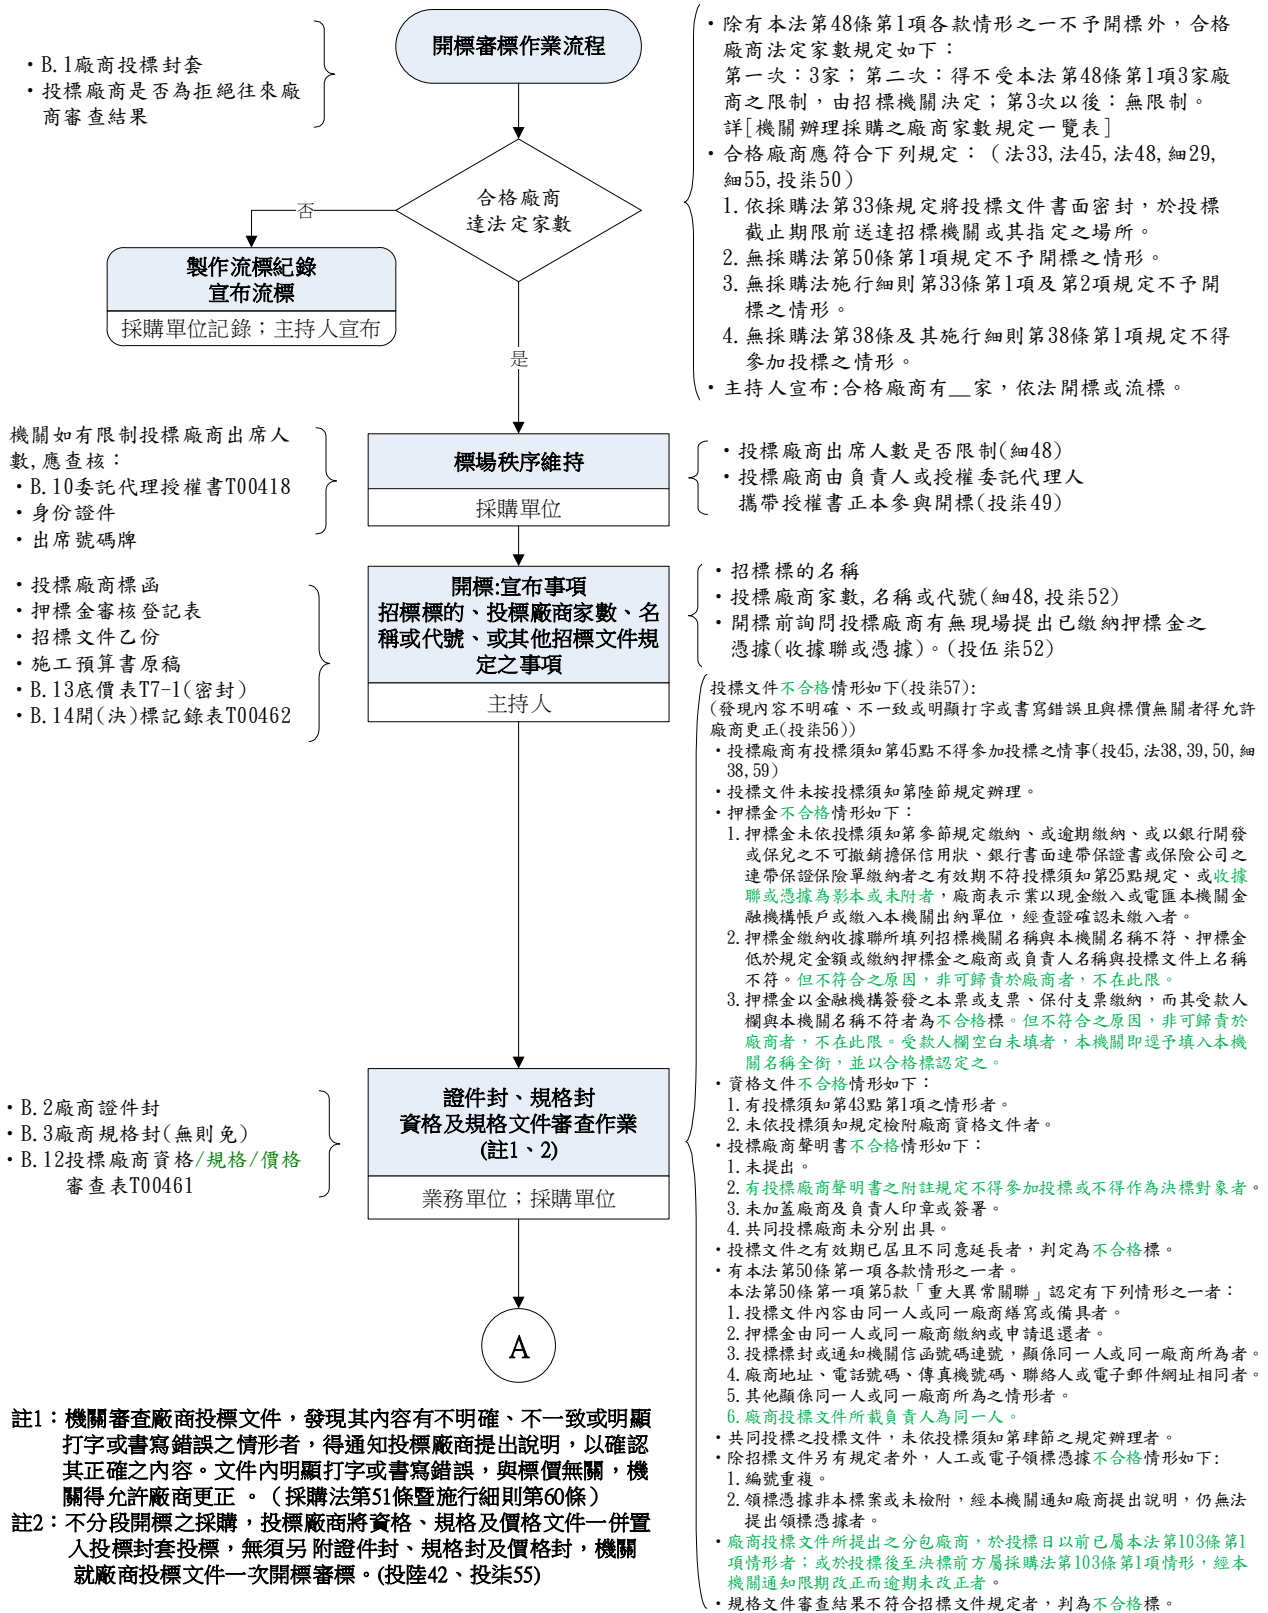 開標審標作業流程
・B.1廠商投標封套
・投標廠商是否為拒絕往來廠
商審查結果
・除有本法第48條第1項各款情形之一不予開標外，合格
廠商法定家數規定如下：
第一次：3家；第二次：得不受本法第48條第1項3家廠
商之限制，由招標機關決定；第3次以後：無限制。
詳[機關辦理採購之廠商家數規定一覽表]
・合格廠商應符合下列規定：（法33,法45,法48,細29,
細55,投柒50）
1.依採購法第33條規定將投標文件書面密封，於投標
截止期限前送達招標機關或其指定之場所。
2.無採購法第50條第1項規定不予開標之情形。
3.無採購法施行細則第33條第1項及第2項規定不予開
標之情形。
4.無採購法第38條及其施行細則第38條第1項規定不得
參加投標之情形。
・主持人宣布:合格廠商有__家，依法開標或流標。
合格廠商
達法定家數
否
製作流標紀錄
宣布流標
採購單位記錄；主持人宣布
是
機關如有限制投標廠商出席人
數,應查核：
・B.10委託代理授權書T00418
・身份證件
・出席號碼牌
標場秩序維持
採購單位
・投標廠商出席人數是否限制(細48)
・投標廠商由負責人或授權委託代理人
攜帶授權書正本參與開標(投柒49)
・投標廠商標函
・押標金審核登記表
・招標文件乙份
・施工預算書原稿
・B.13底價表T7-1(密封)
・B.14開(決)標記錄表T00462
開標:宣布事項
招標標的、投標廠商家數、名
稱或代號、或其他招標文件規
定之事項
主持人
・招標標的名稱
・投標廠商家數,名稱或代號(細48,投柒52)
・開標前詢問投標廠商有無現場提出已繳納押標金之
憑據(收據聯或憑據)。(投伍柒52)
投標文件不合格情形如下(投柒57):
(發現內容不明確、不一致或明顯打字或書寫錯誤且與標價無關者得允許
廠商更正(投柒56))
・投標廠商有投標須知第45點不得參加投標之情事(投45,法38,39,50,細
38,59)
・投標文件未按投標須知第陸節規定辦理。
・押標金不合格情形如下：
1.押標金未依投標須知第參節規定繳納、或逾期繳納、或以銀行開發
或保兌之不可撤銷擔保信用狀、銀行書面連帶保證書或保險公司之
連帶保證保險單繳納者之有效期不符投標須知第25點規定、或收據
聯或憑據為影本或未附者，廠商表示業以現金繳入或電匯本機關金
融機構帳戶或繳入本機關出納單位，經查證確認未繳入者。
2.押標金繳納收據聯所填列招標機關名稱與本機關名稱不符、押標金
低於規定金額或繳納押標金之廠商或負責人名稱與投標文件上名稱
不符。但不符合之原因，非可歸責於廠商者，不在此限。
3.押標金以金融機構簽發之本票或支票、保付支票繳納，而其受款人
欄與本機關名稱不符者為不合格標。但不符合之原因，非可歸責於
廠商者，不在此限。受款人欄空白未填者，本機關即逕予填入本機
關名稱全銜，並以合格標認定之。
・資格文件不合格情形如下：
1.有投標須知第43點第1項之情形者。
2.未依投標須知規定檢附廠商資格文件者。
・投標廠商聲明書不合格情形如下：
1.未提出。
2.有投標廠商聲明書之附註規定不得參加投標或不得作為決標對象者。
3.未加蓋廠商及負責人印章或簽署。
4.共同投標廠商未分別出具。
・投標文件之有效期已屆且不同意延長者，判定為不合格標。
・有本法第50條第一項各款情形之一者。
本法第50條第一項第5款「重大異常關聯」認定有下列情形之一者：
1.投標文件內容由同一人或同一廠商繕寫或備具者。
2.押標金由同一人或同一廠商繳納或申請退還者。
3.投標標封或通知機關信函號碼連號，顯係同一人或同一廠商所為者。
4.廠商地址、電話號碼、傳真機號碼、聯絡人或電子郵件網址相同者。
5.其他顯係同一人或同一廠商所為之情形者。
6.廠商投標文件所載負責人為同一人。
・共同投標之投標文件，未依投標須知第肆節之規定辦理者。
・除招標文件另有規定者外，人工或電子領標憑據不合格情形如下:
1.編號重複。
2.領標憑據非本標案或未檢附，經本機關通知廠商提出說明，仍無法
提出領標憑據者。
・廠商投標文件所提出之分包廠商，於投標日以前已屬本法第103條第1
項情形者；或於投標後至決標前方屬採購法第103條第1項情形，經本
機關通知限期改正而逾期未改正者。
・規格文件審查結果不符合招標文件規定者，判為不合格標。
・B.2廠商證件封
・B.3廠商規格封(無則免)
・B.12投標廠商資格/規格/價格
審查表T00461
證件封、規格封
資格及規格文件審查作業
(註1、2)
業務單位；採購單位
A
註1：機關審查廠商投標文件，發現其內容有不明確、不一致或明顯
打字或書寫錯誤之情形者，得通知投標廠商提出說明，以確認
其正確之內容。文件內明顯打字或書寫錯誤，與標價無關，機
關得允許廠商更正 。（採購法第51條暨施行細則第60條）
註2：不分段開標之採購，投標廠商將資格、規格及價格文件一併置
入投標封套投標，無須另 附證件封、規格封及價格封，機關
就廠商投標文件一次開標審標。(投陸42、投柒55)